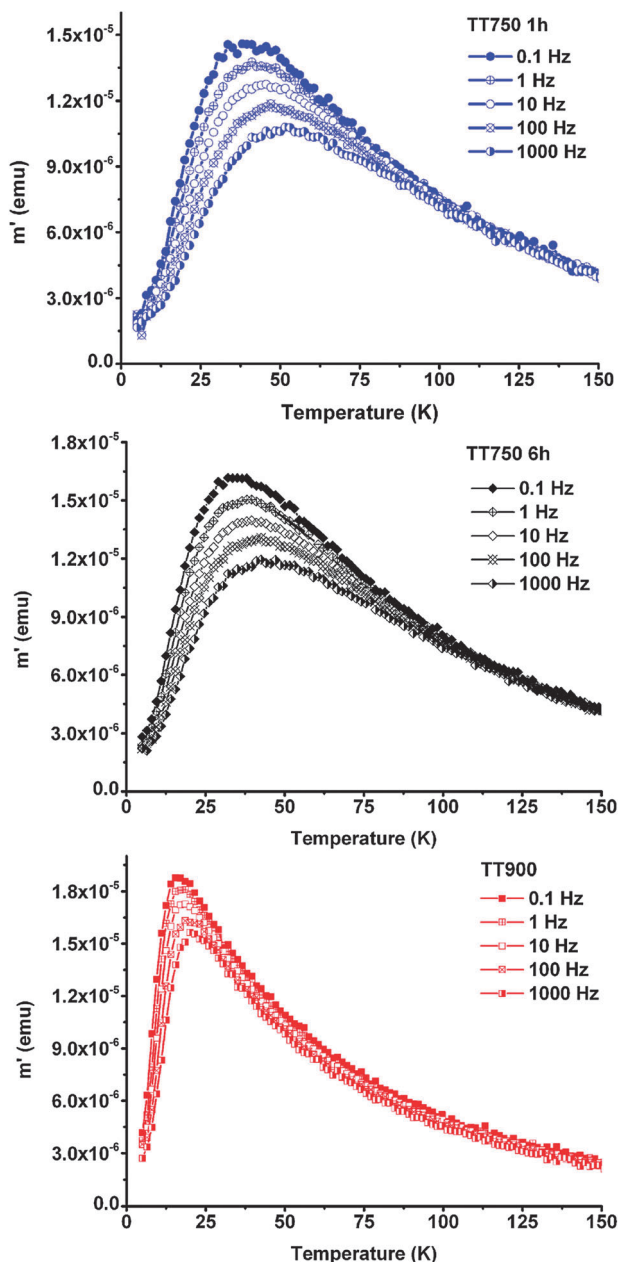 TT750 1h
0.1 Hz
1 Hz
10 Hz
100 Hz
1000 Hz
1.5x10⁻⁵
1.2x10⁻⁵
9.0x10⁻⁶
6.0x10⁻⁶
3.0x10⁻⁶
0.0
m' (emu)
0 25 50 75 100 125 150
Temperature (K)
TT750 6h
0.1 Hz
1 Hz
10 Hz
100 Hz
1000 Hz
1.8x10⁻⁵
1.5x10⁻⁵
1.2x10⁻⁵
9.0x10⁻⁶
6.0x10⁻⁶
3.0x10⁻⁶
0.0
m' (emu)
0 25 50 75 100 125 150
Temperature (K)
TT900
0.1 Hz
1 Hz
10 Hz
100 Hz
1000 Hz
1.8x10⁻⁵
1.5x10⁻⁵
1.2x10⁻⁵
9.0x10⁻⁶
6.0x10⁻⁶
3.0x10⁻⁶
0.0
m' (emu)
0 25 50 75 100 125 150
Temperature (K)